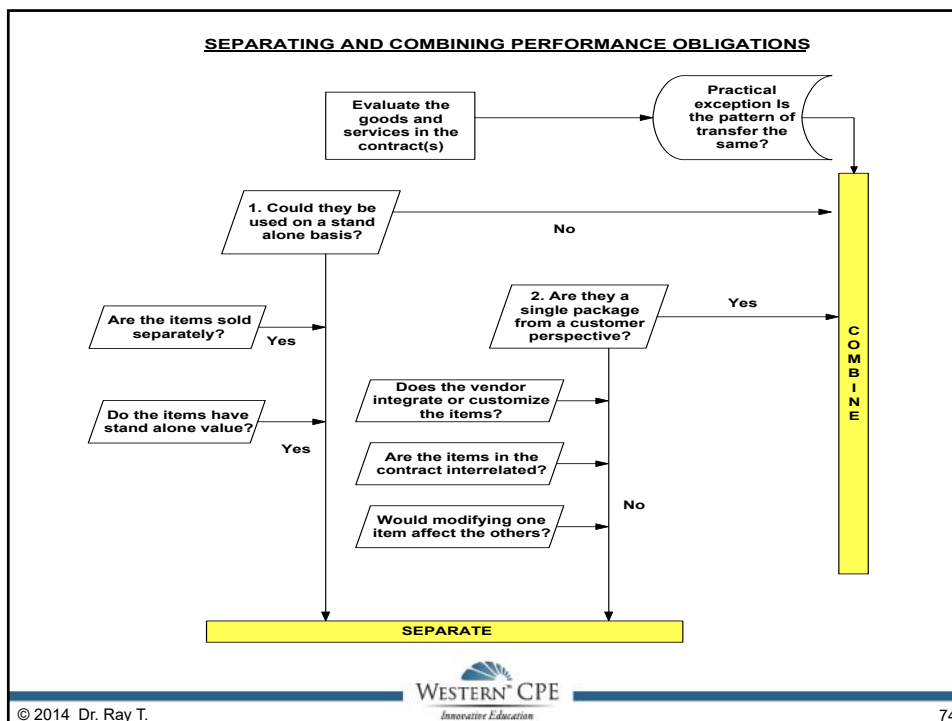 SEPARATING AND COMBINING PERFORMANCE OBLIGATIONS
Evaluate the
goods and
services in the
contract(s)
Practical
exception Is
the pattern of
transfer the
same?
1. Could they be
used on a stand
alone basis?
No
Are the items sold
separately?
Yes
2. Are they a
single package
from a customer
perspective?
Yes
Does the vendor
integrate or customize
the items?
Do the items have
stand alone value?
Yes
Are the items in the
contract interrelated?
No
Would modifying one
item affect the others?
C
O
M
B
I
N
E
SEPARATE
WESTERN™ CPE
Innovative Education
© 2014 Dr. Ray T.
74